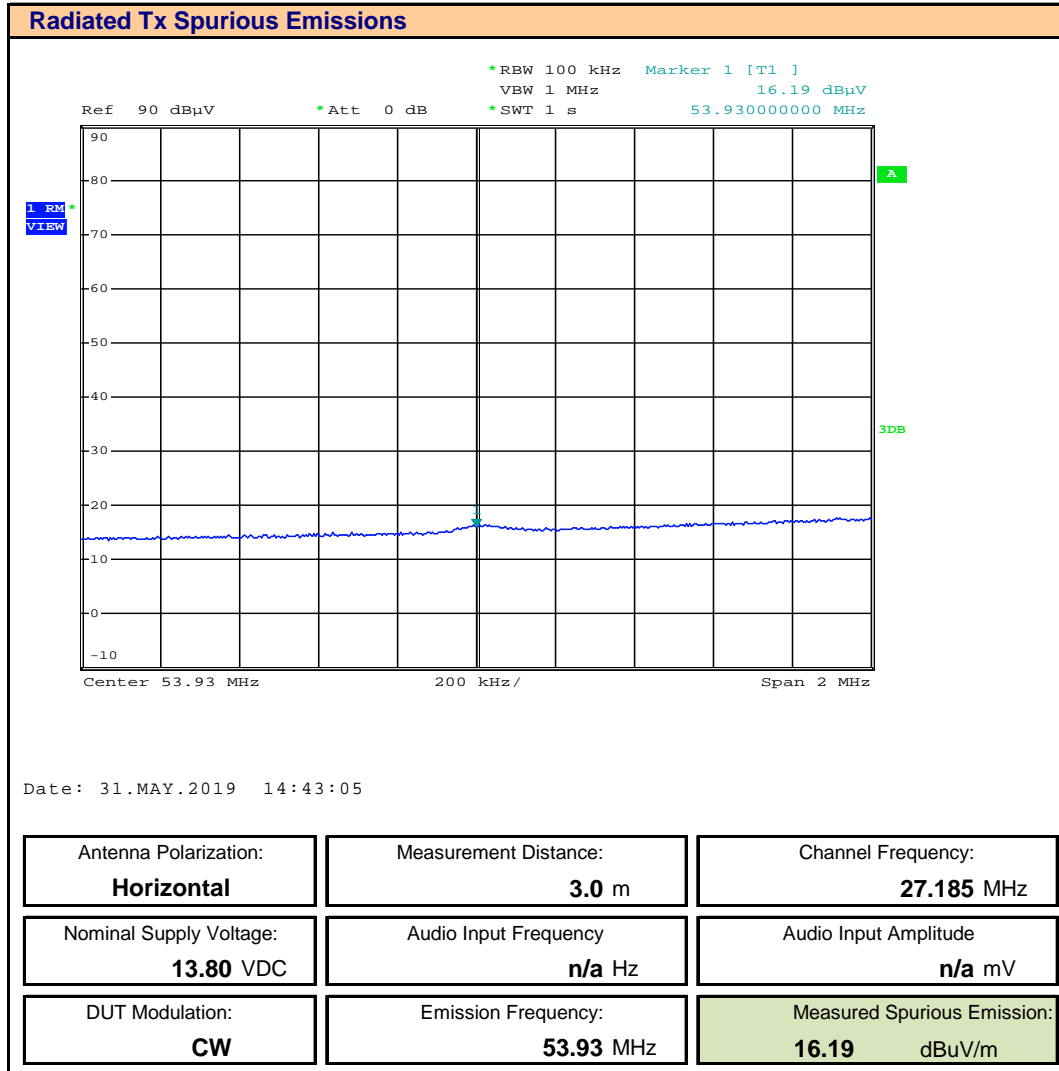 Radiated Tx Spurious Emissions
*RBW 100 kHz Marker 1 [T1 ]
VBW 1 MHz 16.19 dBµV
Ref 90 dBµV *Att 0 dB *SWT 1 s 53.930000000 MHz
90
80
A
1 RM *
VIEW
70
60
50
40
3DB
30
20
1
10
0
-10
Center 53.93 MHz 200 kHz/ Span 2 MHz
Date: 31.MAY.2019 14:43:05
Antenna Polarization: Measurement Distance: Channel Frequency:
Horizontal 3.0 m 27.185 MHz
Nominal Supply Voltage: Audio Input Frequency Audio Input Amplitude
13.80 VDC n/a Hz n/a mV
DUT Modulation: Emission Frequency: Measured Spurious Emission:
CW 53.93 MHz 16.19 dBuV/m